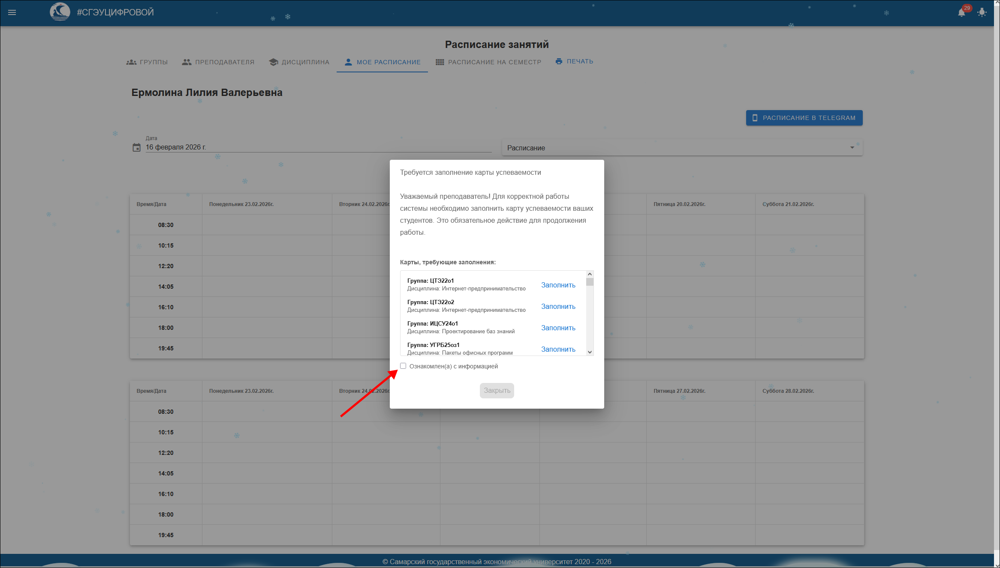 #СГЭУЦИФРОВОЙ
29
Расписание занятий
ГРУППЫ
ПРЕПОДАВАТЕЛЯ
ДИСЦИПЛИНА
МОЕ РАСПИСАНИЕ
РАСПИСАНИЕ НА СЕМЕСТР
ПЕЧАТЬ
Ермолина Лилия Валерьевна
РАСПИСАНИЕ В TELEGRAM
Дата
16 февраля 2026 г.
Расписание
Требуется заполнение карты успеваемости
Уважаемый преподаватель! Для корректной работы
системы необходимо заполнить карту успеваемости ваших
студентов. Это обязательное действие для продолжения
работы.
Карты, требующие заполнения:
Группа: ЦТЭ22о1
Дисциплина: Интернет-предпринимательство
Заполнить
Группа: ЦТЭ22о2
Дисциплина: Интернет-предпринимательство
Заполнить
Группа: ИЦСУ24о1
Дисциплина: Проектирование баз знаний
Заполнить
Группа: УГРБ25оз1
Дисциплина: Пакеты офисных программ
Заполнить
Ознакомлен(а) с информацией
Закрыть
Время/Дата
Понедельник 23.02.2026г.
Вторник 24.02.2026г.
Пятница 20.02.2026г.
Суббота 21.02.2026г.
08:30
10:15
12:20
14:05
16:10
18:00
19:45
Время/Дата
Понедельник 23.02.2026г.
Вторник 24.02.2026г.
Пятница 27.02.2026г.
Суббота 28.02.2026г.
08:30
10:15
12:20
14:05
16:10
18:00
19:45
© Самарский государственный экономический университет 2020 - 2026